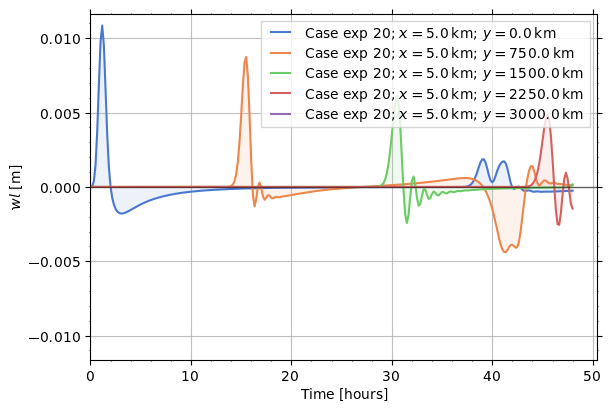 Case exp 20; x = 5.0 km; y = 0.0 km
Case exp 20; x = 5.0 km; y = 750.0 km
Case exp 20; x = 5.0 km; y = 1500.0 km
Case exp 20; x = 5.0 km; y = 2250.0 km
Case exp 20; x = 5.0 km; y = 3000.0 km
wl [m]
0.010
0.005
0.000
−0.005
−0.010
0 10 20 30 40 50
Time [hours]